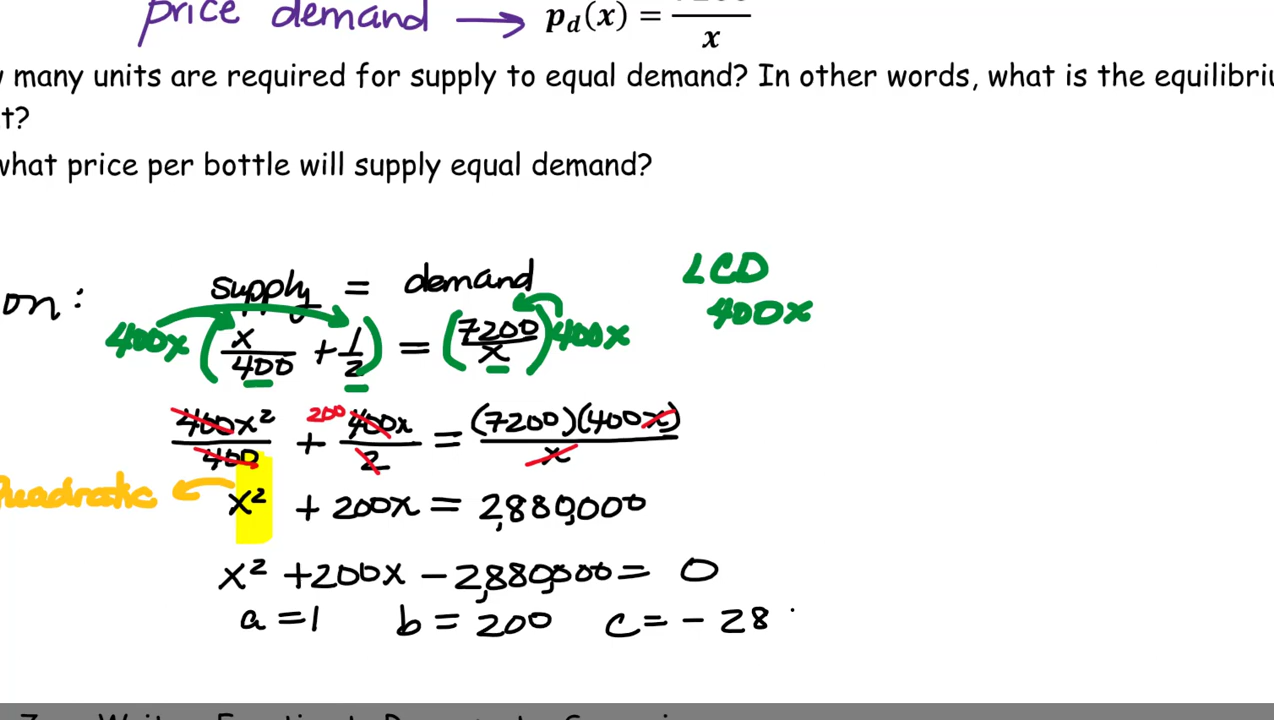 price demand → p_d(x) = /x
many units are required for supply to equal demand? In other words, what is the
t?
what price per bottle will supply equal demand?
on: supply = demand LCD
400x
400x (x/400 + 1/2) = (7200/x) 400x
400x²/400 + 200 400x/2 = (7200)(400x)/x
Quadratic ← x² + 200x = 2,880,000
x² + 200x - 2,880,000 = 0
a = 1 b = 200 c = - 28